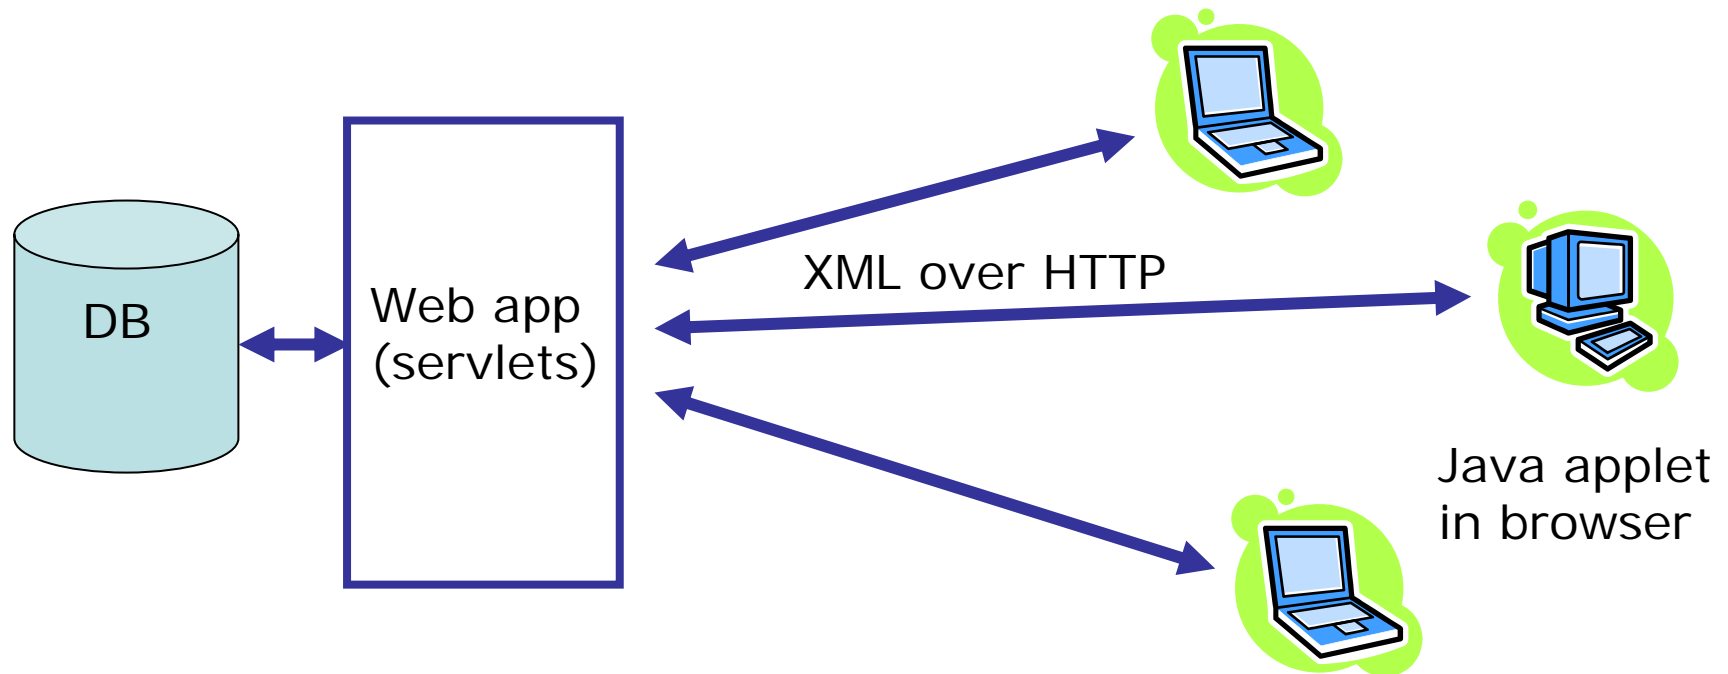 DB
Web app
(servlets)
XML over HTTP
Java applet
in browser